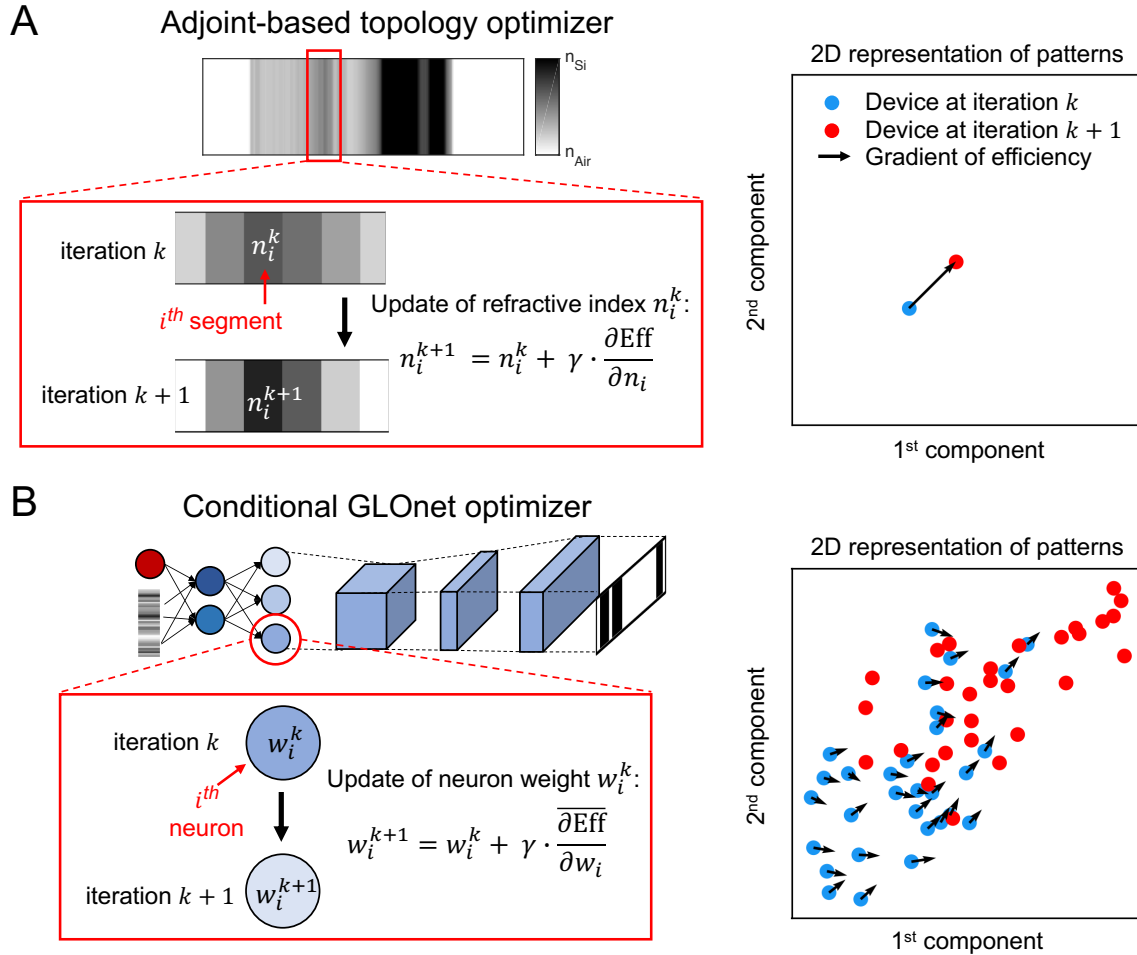 A
Adjoint-based topology optimizer
n_Si
n_Air
iteration k
n_i^k
i^th segment
Update of refractive index n_i^k:
n_i^{k+1} = n_i^k + γ · ∂Eff/∂n_i
iteration k + 1
n_i^{k+1}
2D representation of patterns
Device at iteration k
Device at iteration k + 1
Gradient of efficiency
2nd component
1st component
B
Conditional GLOnet optimizer
iteration k
w_i^k
i^th
neuron
Update of neuron weight w_i^k:
w_i^{k+1} = w_i^k + γ · \overline{∂Eff}/∂w_i
iteration k + 1
w_i^{k+1}
2D representation of patterns
2nd component
1st component